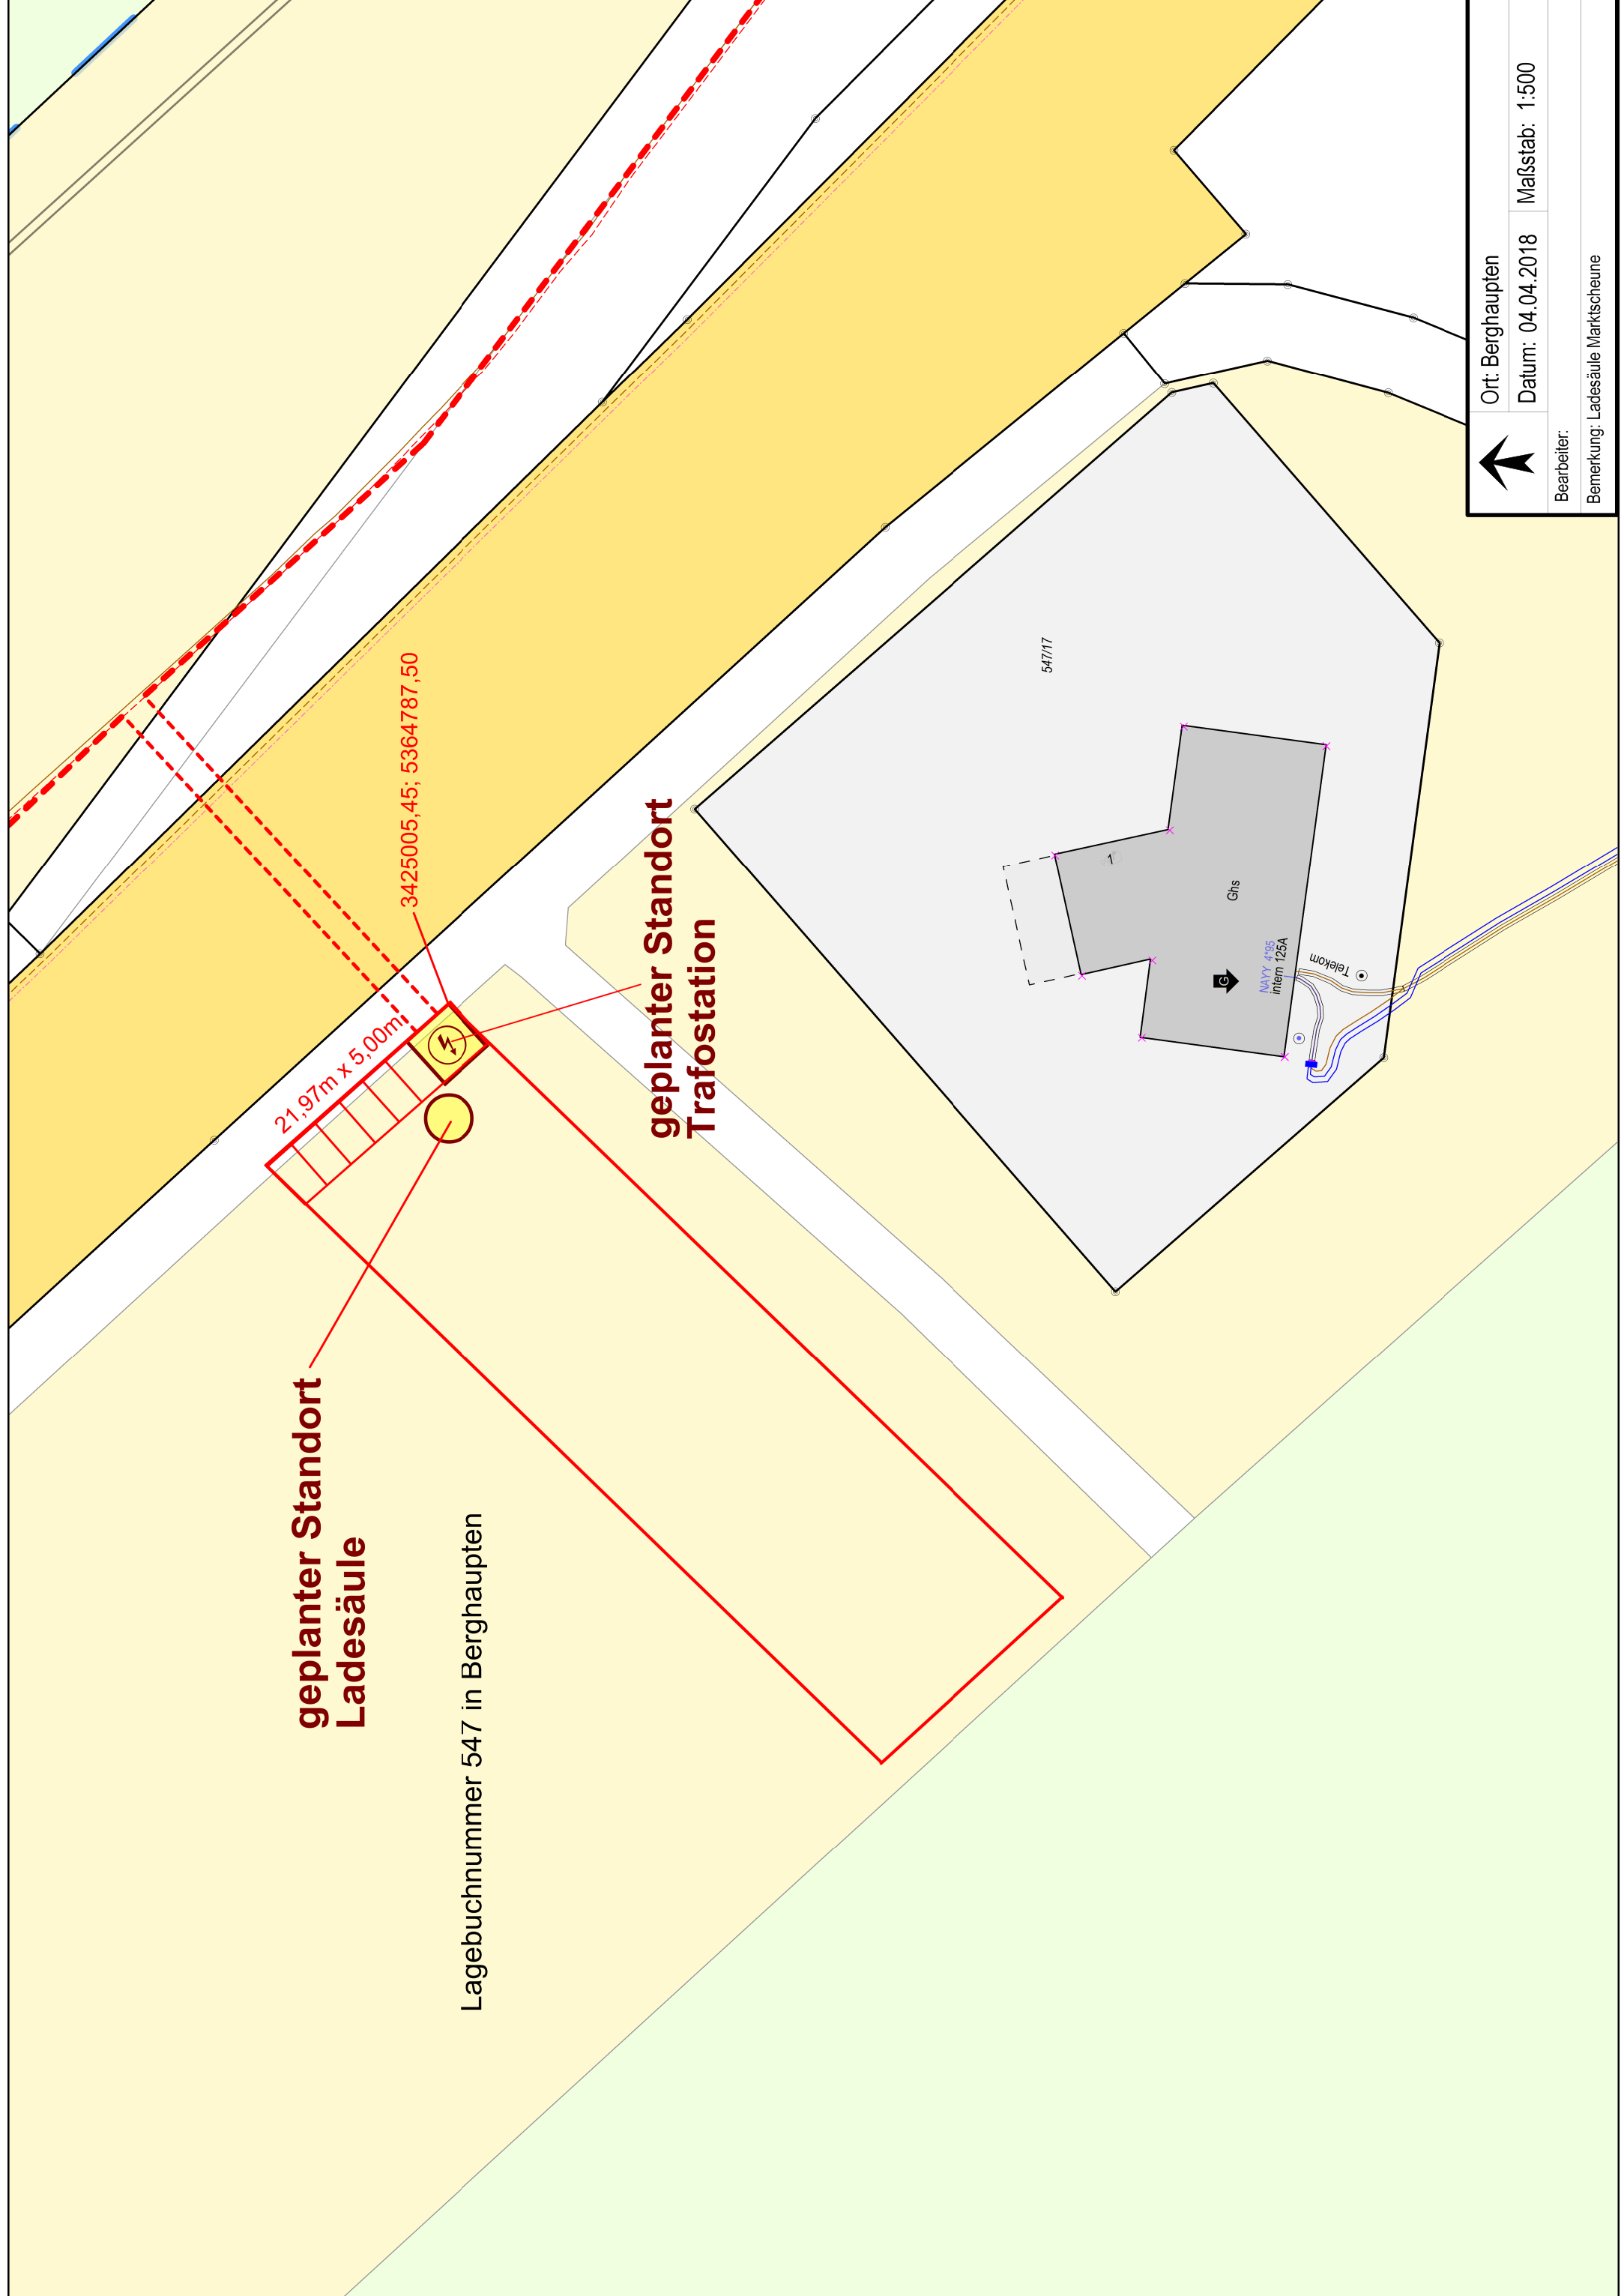 geplanter Standort
Ladesäule
Lagebuchnummer 547 in Berghaupten
21,97m x 5,00m
3425005,45; 5364787,50
geplanter Standort
Trafostation
547/17
1
Ghs
G
NAYY 4*95
intern 125A
Telekom
Ort: Berghaupten
Datum: 04.04.2018
Maßstab: 1:500
Bearbeiter:
Bemerkung: Ladesäule Marktscheune